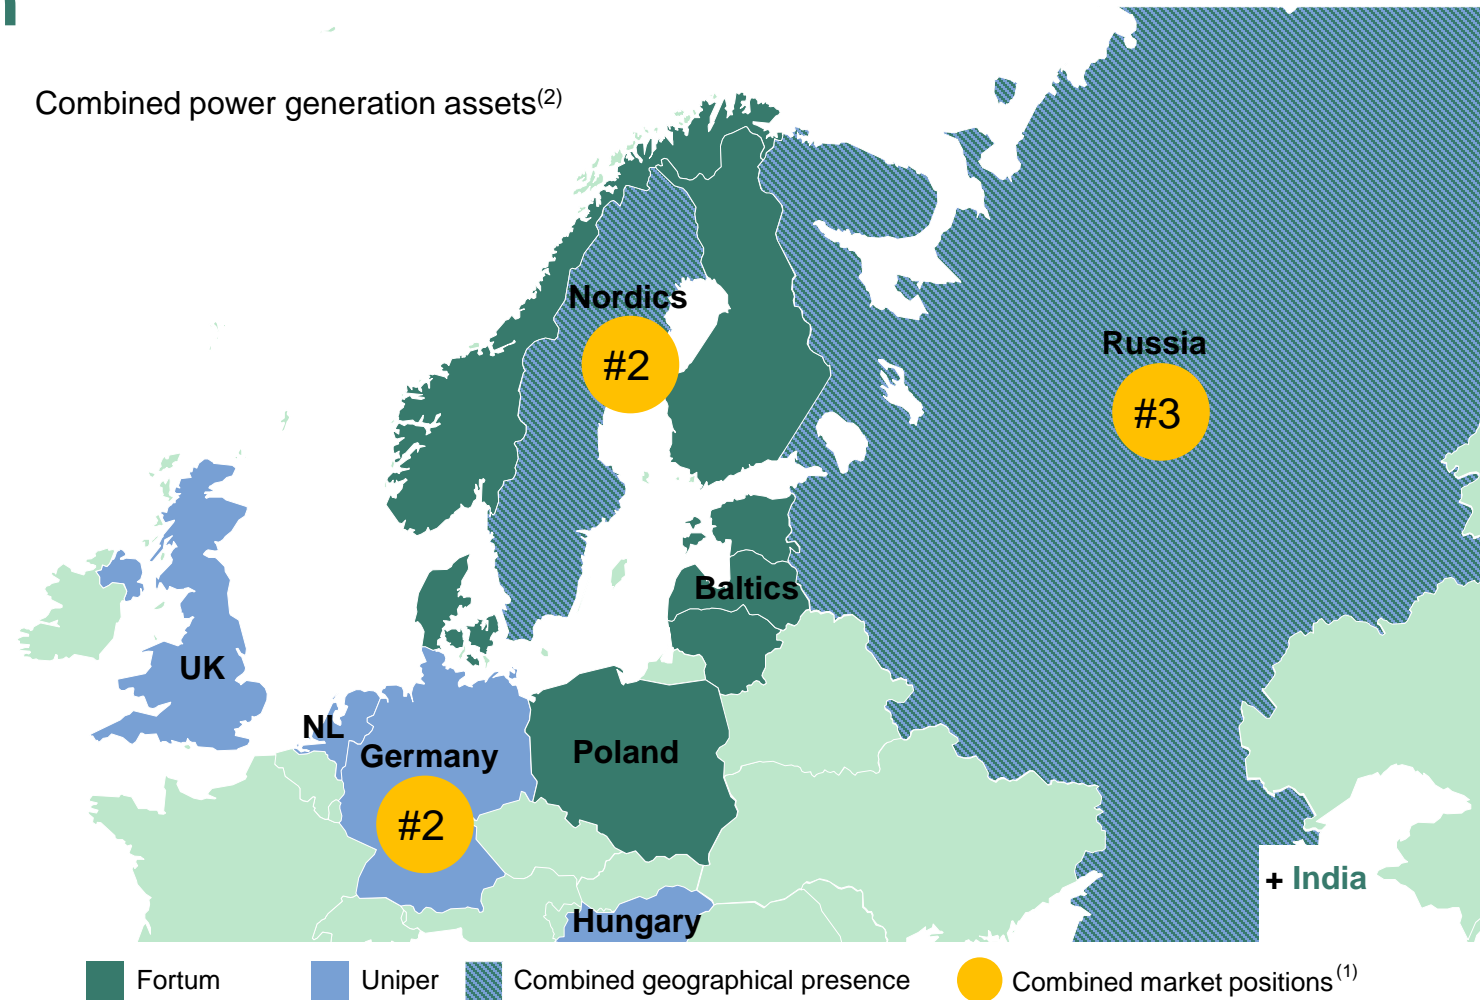 Combined power generation assets(2)
Nordics
#2
Russia
#3
Baltics
UK
NL
Germany
Poland
#2
+ India
Hungary
Fortum
Uniper
Combined geographical presence
Combined market positions(1)